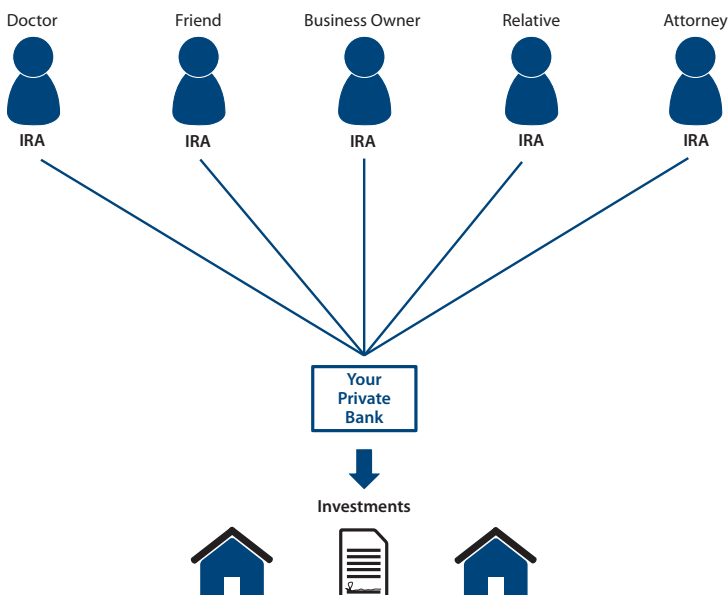 Doctor
Friend
Business Owner
Relative
Attorney
IRA
IRA
IRA
IRA
IRA
Your
Private
Bank
Investments